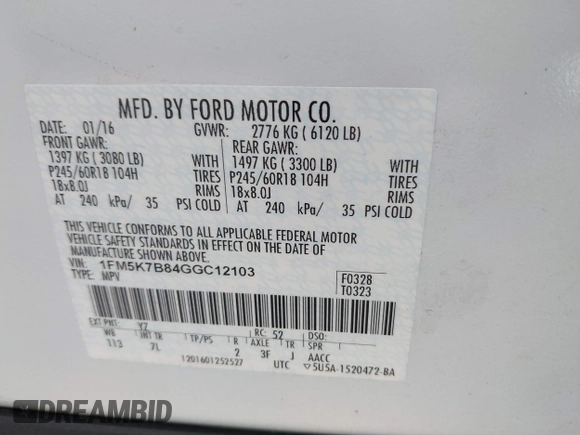 MFD. BY FORD MOTOR CO.
DATE: 01/16 GVWR: 2776 KG ( 6120 LB)
FRONT GAWR: REAR GAWR:
1397 KG ( 3080 LB) WITH 1497 KG ( 3300 LB) WITH
P245/60R18 104H TIRES P245/60R18 104H TIRES
18x8.0J RIMS 18x8.0J RIMS
AT 240 kPa/ 35 PSI COLD AT 240 kPa/ 35 PSI COLD
THIS VEHICLE CONFORMS TO ALL APPLICABLE FEDERAL MOTOR
VEHICLE SAFETY STANDARDS IN EFFECT ON THE DATE OF
MANUFACTURE SHOWN ABOVE.
VIN: 1FM5K7B84GGC12103
TYPE: MPV
F0328
T0323
EXT PNT: YZ RC: 52 DSO:
WB INT TR TP/PS R AXLE TR SPR
113 7L 2 3F J AACC
1201601252527 UTC ▽5U5A-1520472-BA
DREAMBID